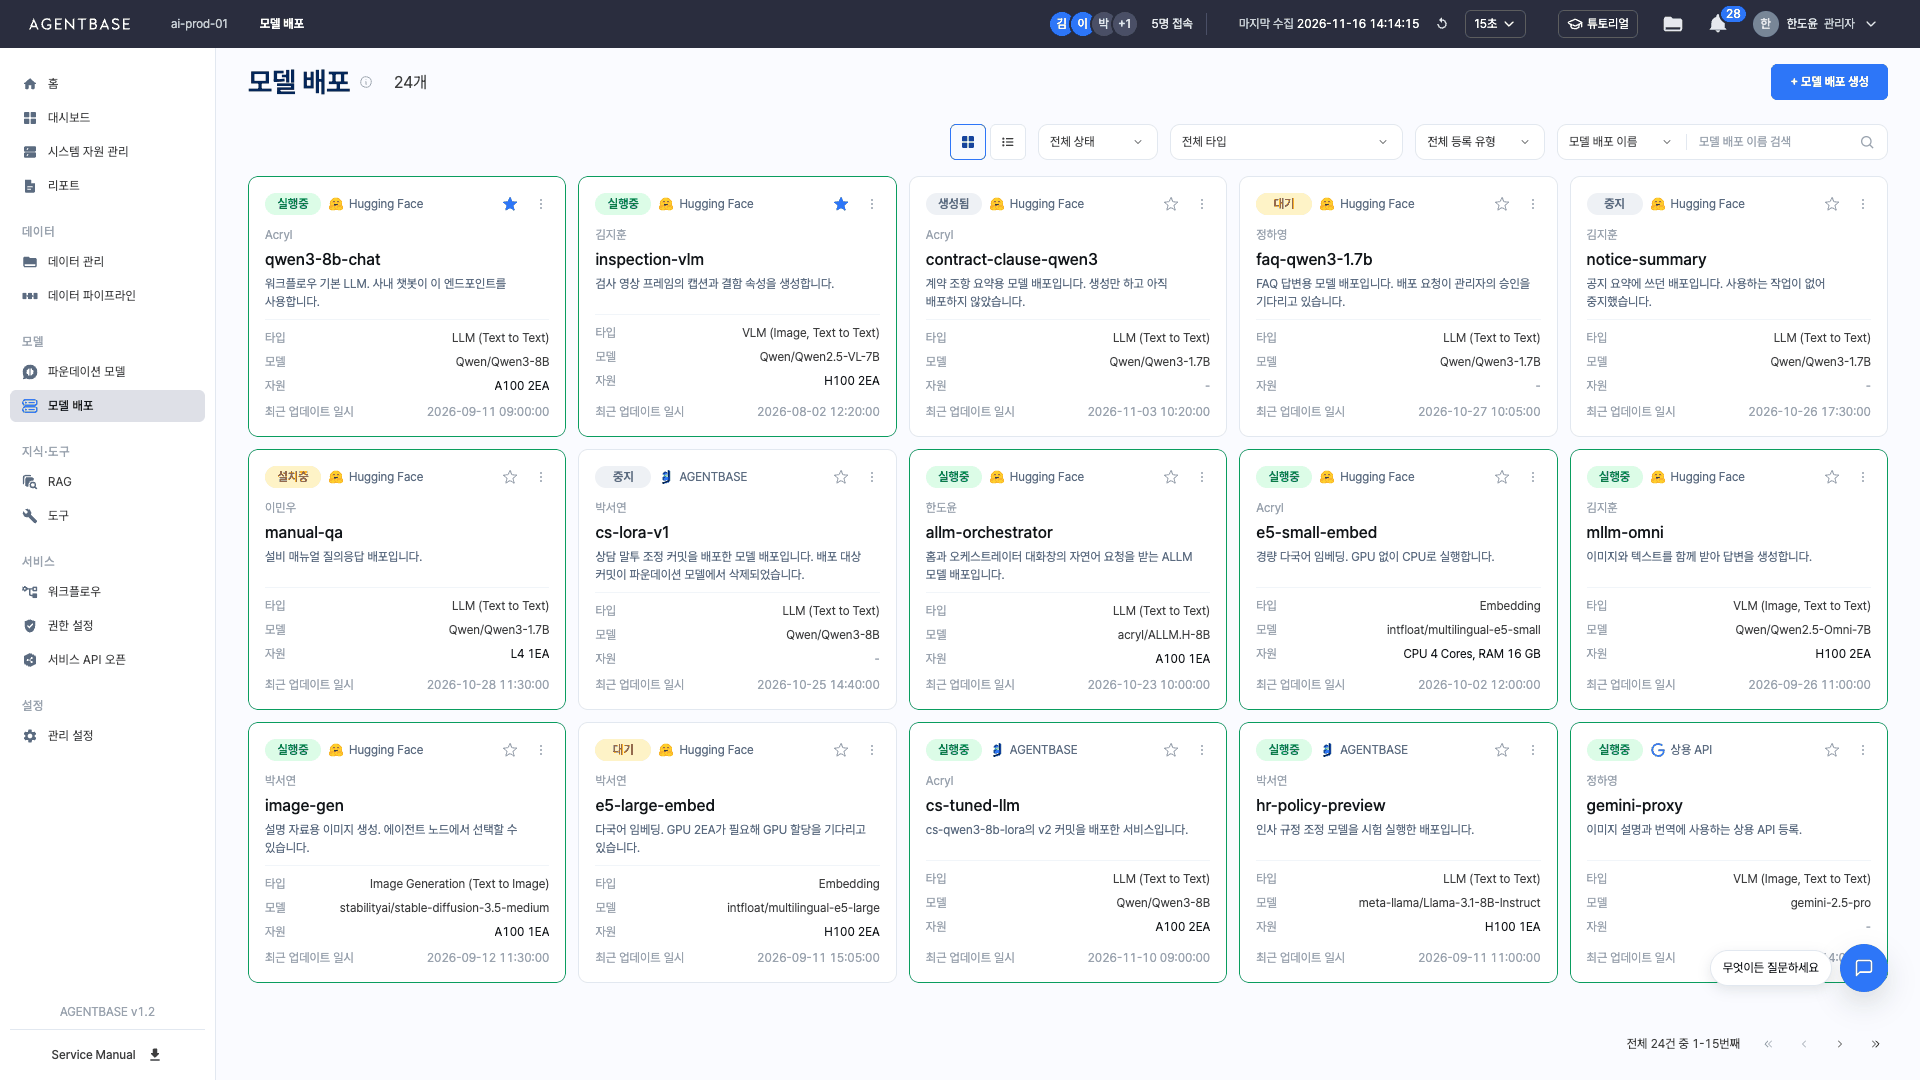 AGENTBASE
ai-prod-01
모델 배포
김 이 박 +1 5명 접속
마지막 수집 2026-11-16 14:14:15
15초
튜토리얼
28
한 한도윤 관리자
홈
대시보드
시스템 자원 관리
리포트
데이터
데이터 관리
데이터 파이프라인
모델
파운데이션 모델
모델 배포
지식·도구
RAG
도구
서비스
워크플로우
권한 설정
서비스 API 오픈
설정
관리 설정
AGENTBASE v1.2
Service Manual
모델 배포 24개
+ 모델 배포 생성
전체 상태
전체 타입
전체 등록 유형
모델 배포 이름
모델 배포 이름 검색
실행중 Hugging Face
Acryl
qwen3-8b-chat
워크플로우 기본 LLM. 사내 챗봇이 이 엔드포인트를
사용합니다.
타입 LLM (Text to Text)
모델 Qwen/Qwen3-8B
자원 A100 2EA
최근 업데이트 일시 2026-09-11 09:00:00
실행중 Hugging Face
김지훈
inspection-vlm
검사 영상 프레임의 캡션과 결함 속성을 생성합니다.
타입 VLM (Image, Text to Text)
모델 Qwen/Qwen2.5-VL-7B
자원 H100 2EA
최근 업데이트 일시 2026-08-02 12:20:00
생성됨 Hugging Face
Acryl
contract-clause-qwen3
계약 조항 요약용 모델 배포입니다. 생성만 하고 아직
배포하지 않았습니다.
타입 LLM (Text to Text)
모델 Qwen/Qwen3-1.7B
자원 -
최근 업데이트 일시 2026-11-03 10:20:00
대기 Hugging Face
정하영
faq-qwen3-1.7b
FAQ 답변용 모델 배포입니다. 배포 요청이 관리자의 승인을
기다리고 있습니다.
타입 LLM (Text to Text)
모델 Qwen/Qwen3-1.7B
자원 -
최근 업데이트 일시 2026-10-27 10:05:00
중지 Hugging Face
김지훈
notice-summary
공지 요약에 쓰던 배포입니다. 사용하는 작업이 없어
중지했습니다.
타입 LLM (Text to Text)
모델 Qwen/Qwen3-1.7B
자원 -
최근 업데이트 일시 2026-10-26 17:30:00
설치중 Hugging Face
이민우
manual-qa
설비 매뉴얼 질의응답 배포입니다.
타입 LLM (Text to Text)
모델 Qwen/Qwen3-1.7B
자원 L4 1EA
최근 업데이트 일시 2026-10-28 11:30:00
중지 AGENTBASE
박서연
cs-lora-v1
상담 말투 조정 커밋을 배포한 모델 배포입니다. 배포 대상
커밋이 파운데이션 모델에서 삭제되었습니다.
타입 LLM (Text to Text)
모델 Qwen/Qwen3-8B
자원 -
최근 업데이트 일시 2026-10-25 14:40:00
실행중 Hugging Face
한도윤
allm-orchestrator
홈과 오케스트레이터 대화창의 자연어 요청을 받는 ALLM
모델 배포입니다.
타입 LLM (Text to Text)
모델 acryl/ALLM.H-8B
자원 A100 1EA
최근 업데이트 일시 2026-10-23 10:00:00
실행중 Hugging Face
Acryl
e5-small-embed
경량 다국어 임베딩. GPU 없이 CPU로 실행합니다.
타입 Embedding
모델 intfloat/multilingual-e5-small
자원 CPU 4 Cores, RAM 16 GB
최근 업데이트 일시 2026-10-02 12:00:00
실행중 Hugging Face
김지훈
mllm-omni
이미지와 텍스트를 함께 받아 답변을 생성합니다.
타입 VLM (Image, Text to Text)
모델 Qwen/Qwen2.5-Omni-7B
자원 H100 2EA
최근 업데이트 일시 2026-09-26 11:00:00
실행중 Hugging Face
박서연
image-gen
설명 자료용 이미지 생성. 에이전트 노드에서 선택할 수
있습니다.
타입 Image Generation (Text to Image)
모델 stabilityai/stable-diffusion-3.5-medium
자원 A100 1EA
최근 업데이트 일시 2026-09-12 11:30:00
대기 Hugging Face
박서연
e5-large-embed
다국어 임베딩. GPU 2EA가 필요해 GPU 할당을 기다리고
있습니다.
타입 Embedding
모델 intfloat/multilingual-e5-large
자원 H100 2EA
최근 업데이트 일시 2026-09-11 15:05:00
실행중 AGENTBASE
Acryl
cs-tuned-llm
cs-qwen3-8b-lora의 v2 커밋을 배포한 서비스입니다.
타입 LLM (Text to Text)
모델 Qwen/Qwen3-8B
자원 A100 2EA
최근 업데이트 일시 2026-11-10 09:00:00
실행중 AGENTBASE
박서연
hr-policy-preview
인사 규정 조정 모델을 시험 실행한 배포입니다.
타입 LLM (Text to Text)
모델 meta-llama/Llama-3.1-8B-Instruct
자원 H100 1EA
최근 업데이트 일시 2026-09-11 11:00:00
실행중 상용 API
정하영
gemini-proxy
이미지 설명과 번역에 사용하는 상용 API 등록.
타입 VLM (Image, Text to Text)
모델 gemini-2.5-pro
자원 -
최근 업데이트 일시
무엇이든 질문하세요
전체 24건 중 1-15번째